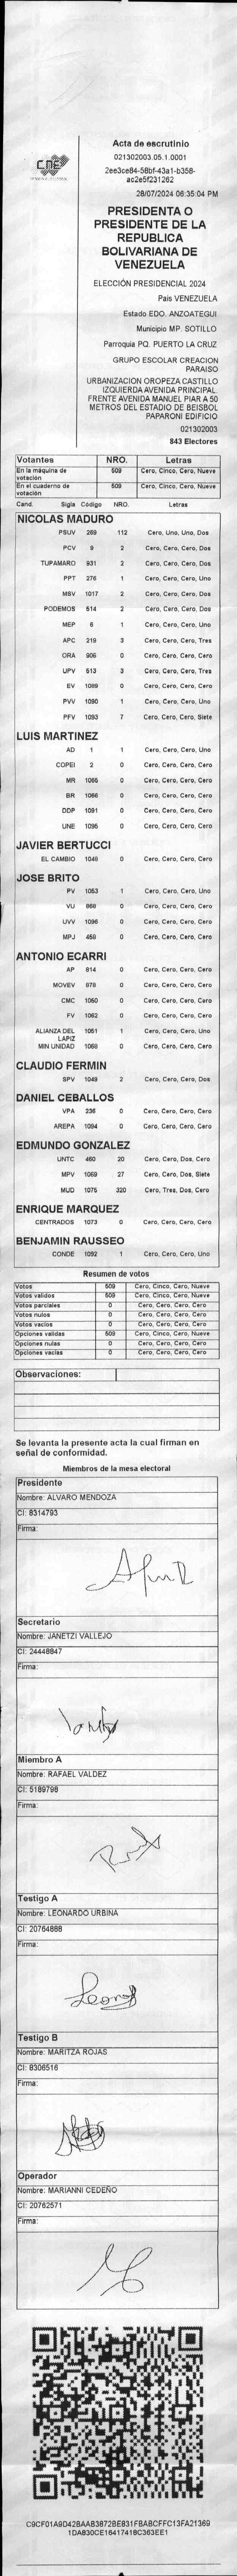 CNE
Acta de escrutinio
021302003.05.1.0001
2ee3ce84-58bf-43a1-b358-
ac2e5f231262
28/07/2024 06:35:04 PM
PRESIDENTA O
PRESIDENTE DE LA
REPUBLICA
BOLIVARIANA DE
VENEZUELA
ELECCIÓN PRESIDENCIAL 2024
Pais VENEZUELA
Estado EDO. ANZOATEGUI
Municipio MP. SOTILLO
Parroquia PQ. PUERTO LA CRUZ
GRUPO ESCOLAR CREACION
PARAISO
URBANIZACION OROPEZA CASTILLO
IZQUIERDA AVENIDA PRINCIPAL.
FRENTE AVENIDA MANUEL PIAR A 50
METROS DEL ESTADIO DE BEISBOL
PAPARONI EDIFICIO
021302003
843 Electores
Votantes NRO. Letras
En la máquina de votación 509 Cero, Cinco, Cero, Nueve
En el cuaderno de votación 509 Cero, Cinco, Cero, Nueve
Cand. Sigla Código NRO. Letras
NICOLAS MADURO
PSUV 269 112 Cero, Uno, Uno, Dos
PCV 9 2 Cero, Cero, Cero, Dos
TUPAMARO 931 2 Cero, Cero, Cero, Dos
PPT 276 1 Cero, Cero, Cero, Uno
MSV 1017 2 Cero, Cero, Cero, Dos
PODEMOS 514 2 Cero, Cero, Cero, Dos
MEP 6 1 Cero, Cero, Cero, Uno
APC 219 3 Cero, Cero, Cero, Tres
ORA 906 0 Cero, Cero, Cero, Cero
UPV 513 3 Cero, Cero, Cero, Tres
EV 1089 0 Cero, Cero, Cero, Cero
PVV 1090 1 Cero, Cero, Cero, Uno
PFV 1093 7 Cero, Cero, Cero, Siete
LUIS MARTINEZ
AD 1 1 Cero, Cero, Cero, Uno
COPEI 2 0 Cero, Cero, Cero, Cero
MR 1065 0 Cero, Cero, Cero, Cero
BR 1066 0 Cero, Cero, Cero, Cero
DDP 1091 0 Cero, Cero, Cero, Cero
UNE 1095 0 Cero, Cero, Cero, Cero
JAVIER BERTUCCI
EL CAMBIO 1048 0 Cero, Cero, Cero, Cero
JOSE BRITO
PV 1053 1 Cero, Cero, Cero, Uno
VU 868 0 Cero, Cero, Cero, Cero
UVV 1096 0 Cero, Cero, Cero, Cero
MPJ 458 0 Cero, Cero, Cero, Cero
ANTONIO ECARRI
AP 814 0 Cero, Cero, Cero, Cero
MOVEV 878 0 Cero, Cero, Cero, Cero
CMC 1050 0 Cero, Cero, Cero, Cero
FV 1062 0 Cero, Cero, Cero, Cero
ALIANZA DEL LAPIZ 1051 1 Cero, Cero, Cero, Uno
MIN UNIDAD 1058 0 Cero, Cero, Cero, Cero
CLAUDIO FERMIN
SPV 1049 2 Cero, Cero, Cero, Dos
DANIEL CEBALLOS
VPA 236 0 Cero, Cero, Cero, Cero
AREPA 1094 0 Cero, Cero, Cero, Cero
EDMUNDO GONZALEZ
UNTC 460 20 Cero, Cero, Dos, Cero
MPV 1069 27 Cero, Cero, Dos, Siete
MUD 1075 320 Cero, Tres, Dos, Cero
ENRIQUE MARQUEZ
CENTRADOS 1073 0 Cero, Cero, Cero, Cero
BENJAMIN RAUSSEO
CONDE 1092 1 Cero, Cero, Cero, Uno
Resumen de votos
Votos 509 Cero, Cinco, Cero, Nueve
Votos validos 509 Cero, Cinco, Cero, Nueve
Votos parciales 0 Cero, Cero, Cero, Cero
Votos nulos 0 Cero, Cero, Cero, Cero
Votos vacios 0 Cero, Cero, Cero, Cero
Opciones validas 509 Cero, Cinco, Cero, Nueve
Opciones nulas 0 Cero, Cero, Cero, Cero
Opciones vacias 0 Cero, Cero, Cero, Cero
Observaciones:
Se levanta la presente acta la cual firman en
señal de conformidad.
Miembros de la mesa electoral
Presidente
Nombre: ALVARO MENDOZA
CI: 8314793
Firma:
Secretario
Nombre: JANETZI VALLEJO
CI: 24448847
Firma:
Miembro A
Nombre: RAFAEL VALDEZ
CI: 5189798
Firma:
Testigo A
Nombre: LEONARDO URBINA
CI: 20764888
Firma:
Testigo B
Nombre: MARITZA ROJAS
CI: 8306516
Firma:
Operador
Nombre: MARIANNI CEDEÑO
CI: 20762571
Firma:
C9CF01A9D42BAAB3872BE831FBABCFFC13FA21369
1DA830CE16417418C363EE1